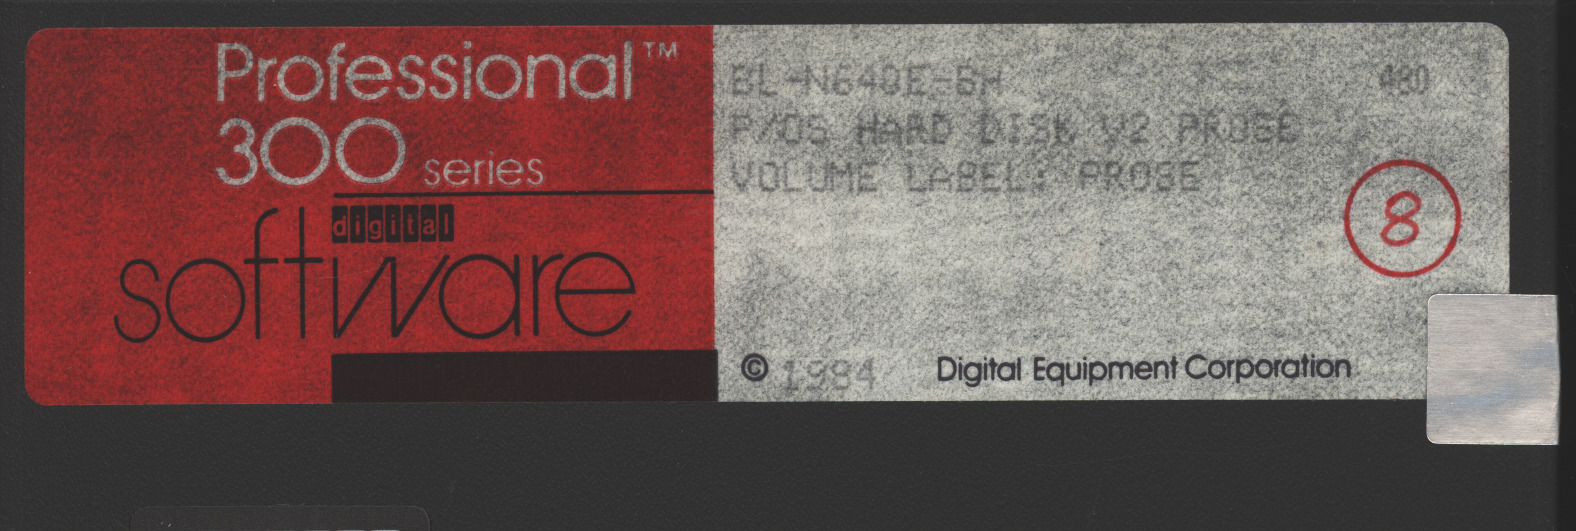 Professional™
300 series
digital
software
BL-N640E-BH 480
P/OS HARD DISK V2 PROSE
VOLUME LABEL: PROSE
8
© 1984 Digital Equipment Corporation